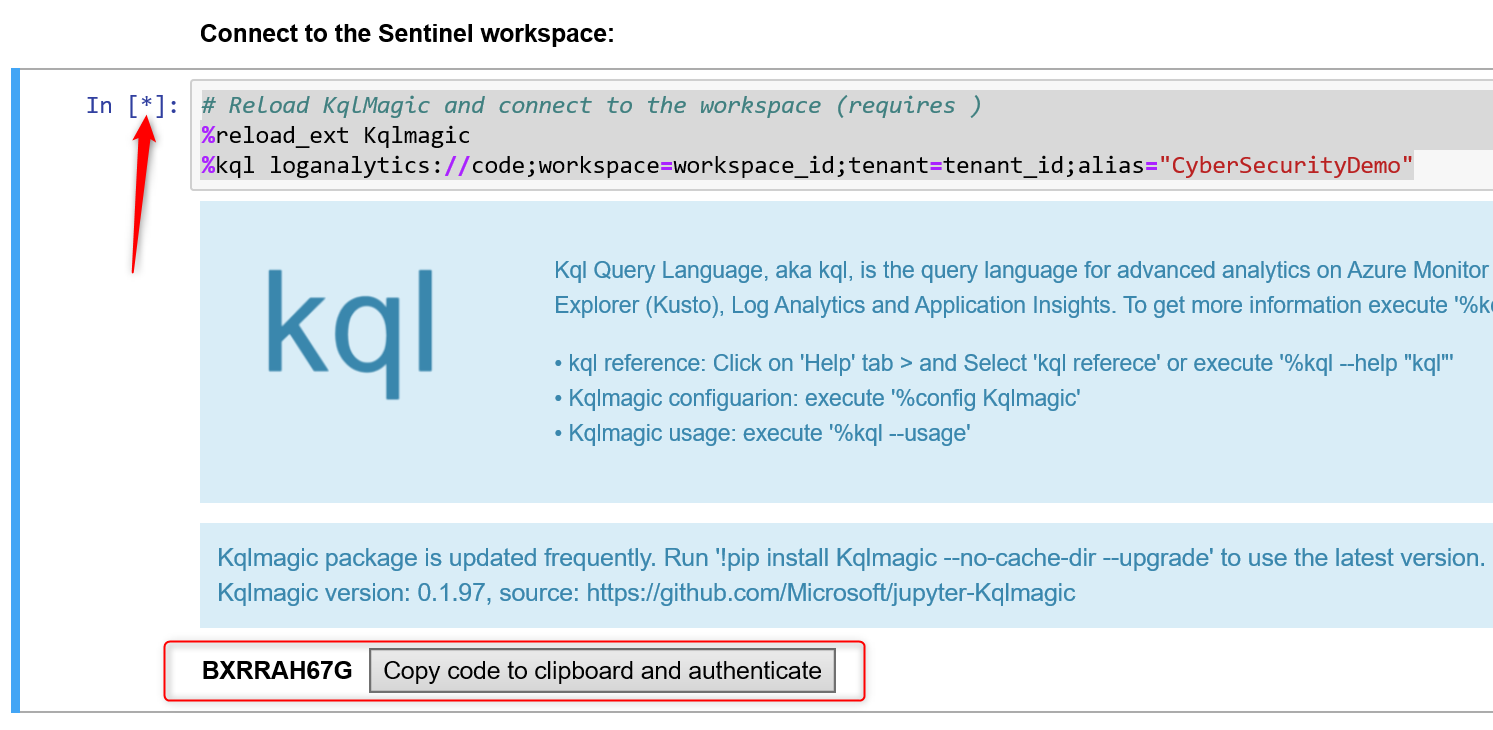 Connect to the Sentinel workspace:
In [*]:
# Reload KqlMagic and connect to the workspace (requires )
%reload_ext Kqlmagic
%kql loganalytics://code;workspace=workspace_id;tenant=tenant_id;alias="CyberSecurityDemo"
kql
Kql Query Language, aka kql, is the query language for advanced analytics on Azure Monitor
Explorer (Kusto), Log Analytics and Application Insights. To get more information execute '%k
• kql reference: Click on 'Help' tab > and Select 'kql referece' or execute '%kql --help "kql"'
• Kqlmagic configuarion: execute '%config Kqlmagic'
• Kqlmagic usage: execute '%kql --usage'
Kqlmagic package is updated frequently. Run '!pip install Kqlmagic --no-cache-dir --upgrade' to use the latest version.
Kqlmagic version: 0.1.97, source: https://github.com/Microsoft/jupyter-Kqlmagic
BXRRAH67G Copy code to clipboard and authenticate